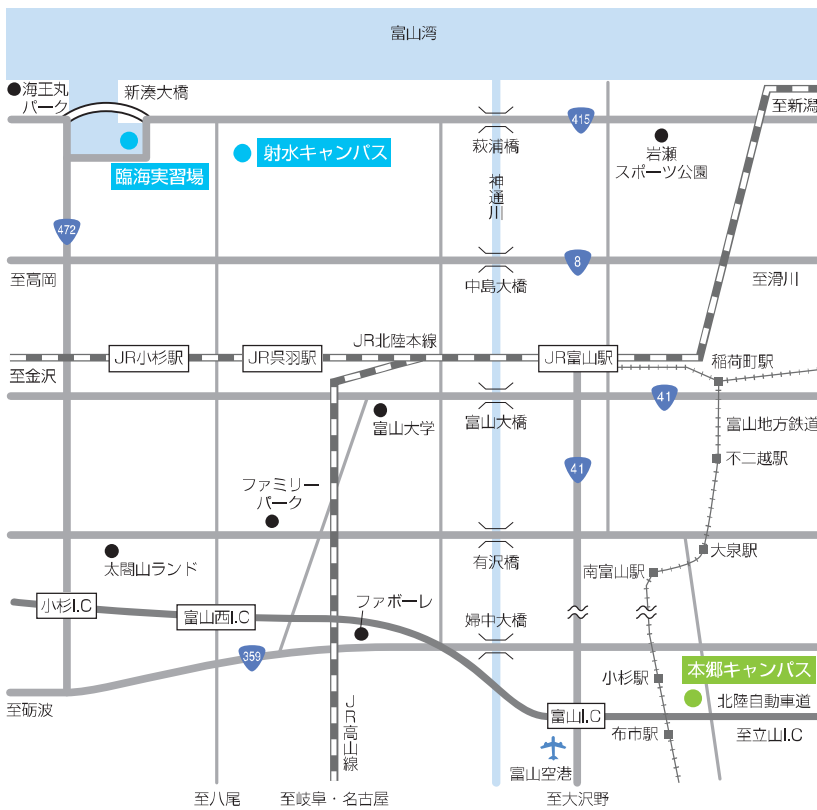 富山湾
海王丸
パーク
新湊大橋
至新潟
415
萩浦橋
岩瀬
スポーツ公園
射水キャンパス
臨海実習場
神通川
472
8
至高岡
中島大橋
至滑川
JR北陸本線
JR小杉駅
JR呉羽駅
JR富山駅
稲荷町駅
至金沢
41
富山大学
富山大橋
富山地方鉄道
不二越駅
41
ファミリー
パーク
太閤山ランド
有沢橋
大泉駅
南富山駅
小杉I.C
富山西I.C
ファボーレ
婦中大橋
359
本郷キャンパス
小杉駅
北陸自動車道
至砺波
JR高山線
富山I.C
布市駅
至立山I.C
富山空港
至八尾
至岐阜・名古屋
至大沢野